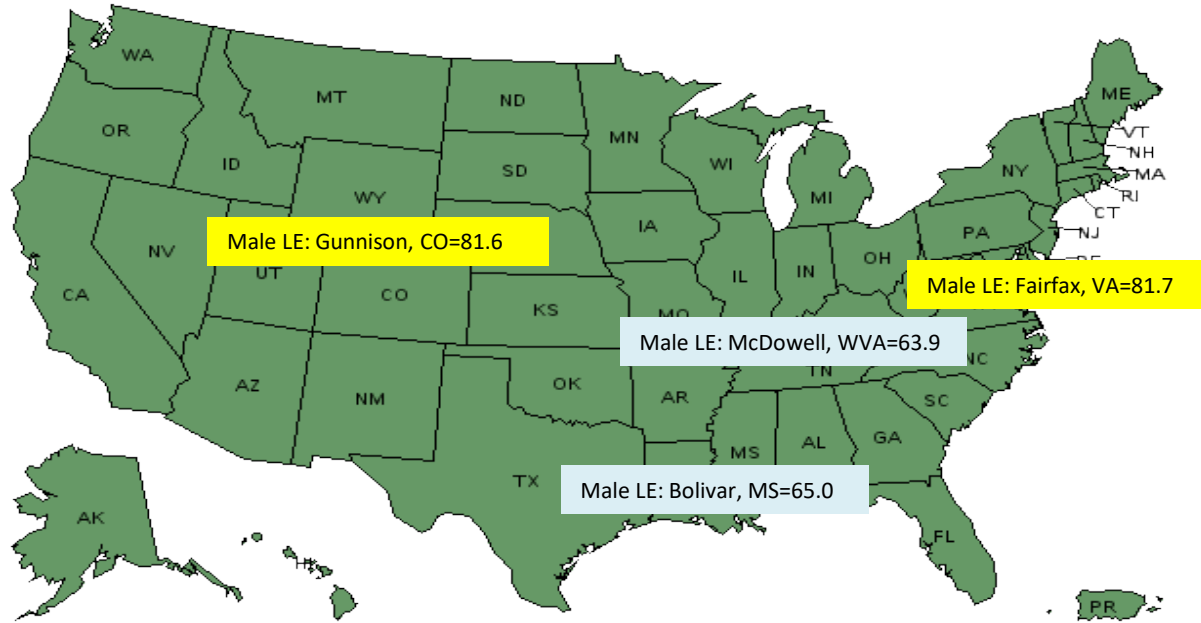 WA
ME
MT
ND
OR
MN
VT
NH
ID
SD
WI
NY
MA
WY
MI
RI
CT
IA
PA
NJ
Male LE: Gunnison, CO=81.6
NV
UT
OH
IL
IN
Male LE: Fairfax, VA=81.7
CA
CO
KS
MO
Male LE: McDowell, WVA=63.9
NC
TN
AZ
OK
NM
AR
SC
MS
AL
GA
TX
Male LE: Bolivar, MS=65.0
AK
FL
PR